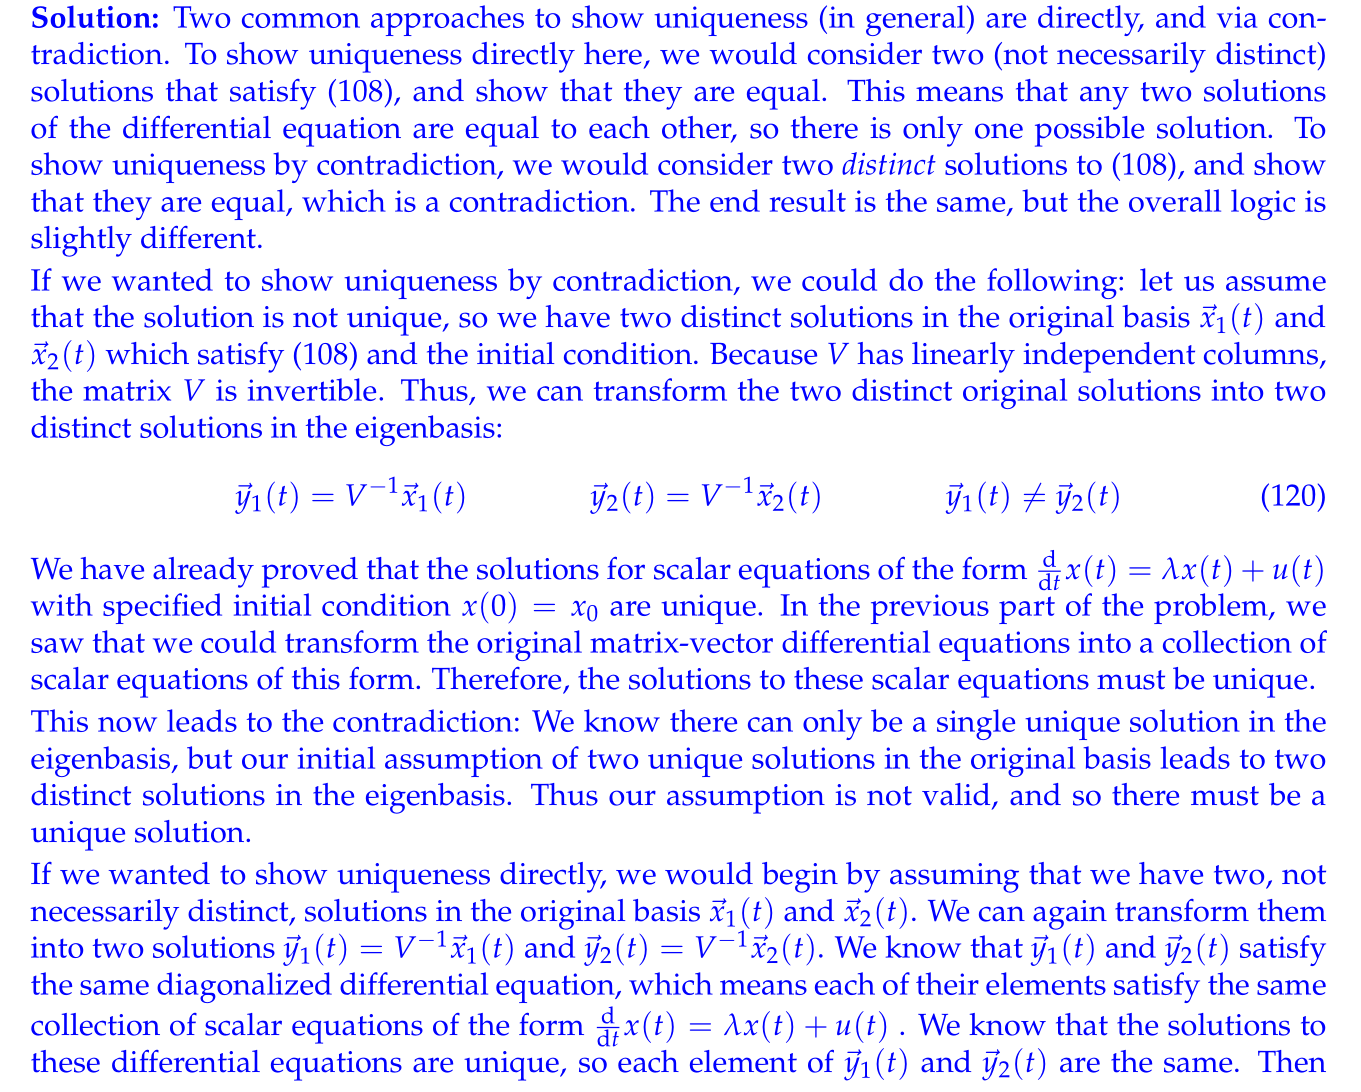 Solution: Two common approaches to show uniqueness (in general) are directly, and via con-
tradiction. To show uniqueness directly here, we would consider two (not necessarily distinct)
solutions that satisfy (108), and show that they are equal. This means that any two solutions
of the differential equation are equal to each other, so there is only one possible solution. To
show uniqueness by contradiction, we would consider two distinct solutions to (108), and show
that they are equal, which is a contradiction. The end result is the same, but the overall logic is
slightly different.
If we wanted to show uniqueness by contradiction, we could do the following: let us assume
that the solution is not unique, so we have two distinct solutions in the original basis $\vec{x}_1(t)$ and
$\vec{x}_2(t)$ which satisfy (108) and the initial condition. Because $V$ has linearly independent columns,
the matrix $V$ is invertible. Thus, we can transform the two distinct original solutions into two
distinct solutions in the eigenbasis:
$\vec{y}_1(t) = V^{-1}\vec{x}_1(t)$ $\vec{y}_2(t) = V^{-1}\vec{x}_2(t)$ $\vec{y}_1(t) \neq \vec{y}_2(t)$ (120)
We have already proved that the solutions for scalar equations of the form $\frac{\mathrm{d}}{\mathrm{d}t}x(t) = \lambda x(t) + u(t)$
with specified initial condition $x(0) = x_0$ are unique. In the previous part of the problem, we
saw that we could transform the original matrix-vector differential equations into a collection of
scalar equations of this form. Therefore, the solutions to these scalar equations must be unique.
This now leads to the contradiction: We know there can only be a single unique solution in the
eigenbasis, but our initial assumption of two unique solutions in the original basis leads to two
distinct solutions in the eigenbasis. Thus our assumption is not valid, and so there must be a
unique solution.
If we wanted to show uniqueness directly, we would begin by assuming that we have two, not
necessarily distinct, solutions in the original basis $\vec{x}_1(t)$ and $\vec{x}_2(t)$. We can again transform them
into two solutions $\vec{y}_1(t) = V^{-1}\vec{x}_1(t)$ and $\vec{y}_2(t) = V^{-1}\vec{x}_2(t)$. We know that $\vec{y}_1(t)$ and $\vec{y}_2(t)$ satisfy
the same diagonalized differential equation, which means each of their elements satisfy the same
collection of scalar equations of the form $\frac{\mathrm{d}}{\mathrm{d}t}x(t) = \lambda x(t) + u(t)$ . We know that the solutions to
these differential equations are unique, so each element of $\vec{y}_1(t)$ and $\vec{y}_2(t)$ are the same. Then